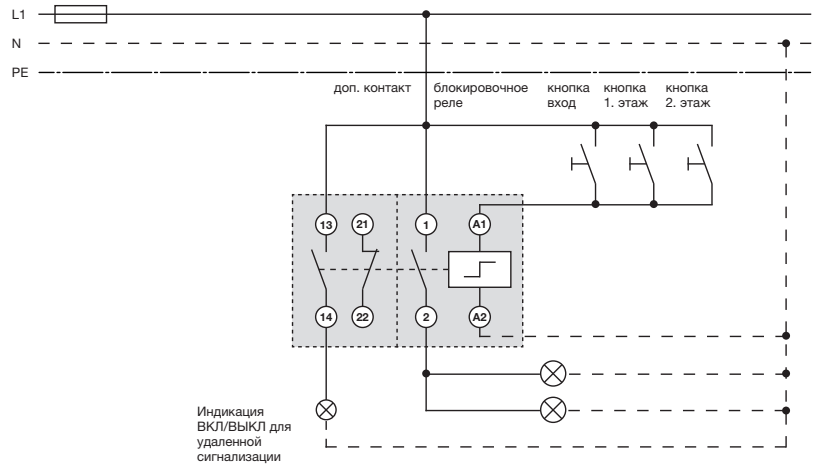 L1
N
PE
доп. контакт
блокировочное
реле
кнопка
вход
кнопка
1. этаж
кнопка
2. этаж
13
21
1
A1
14
22
2
A2
Индикация
ВКЛ/ВЫКЛ для
удаленной
сигнализации